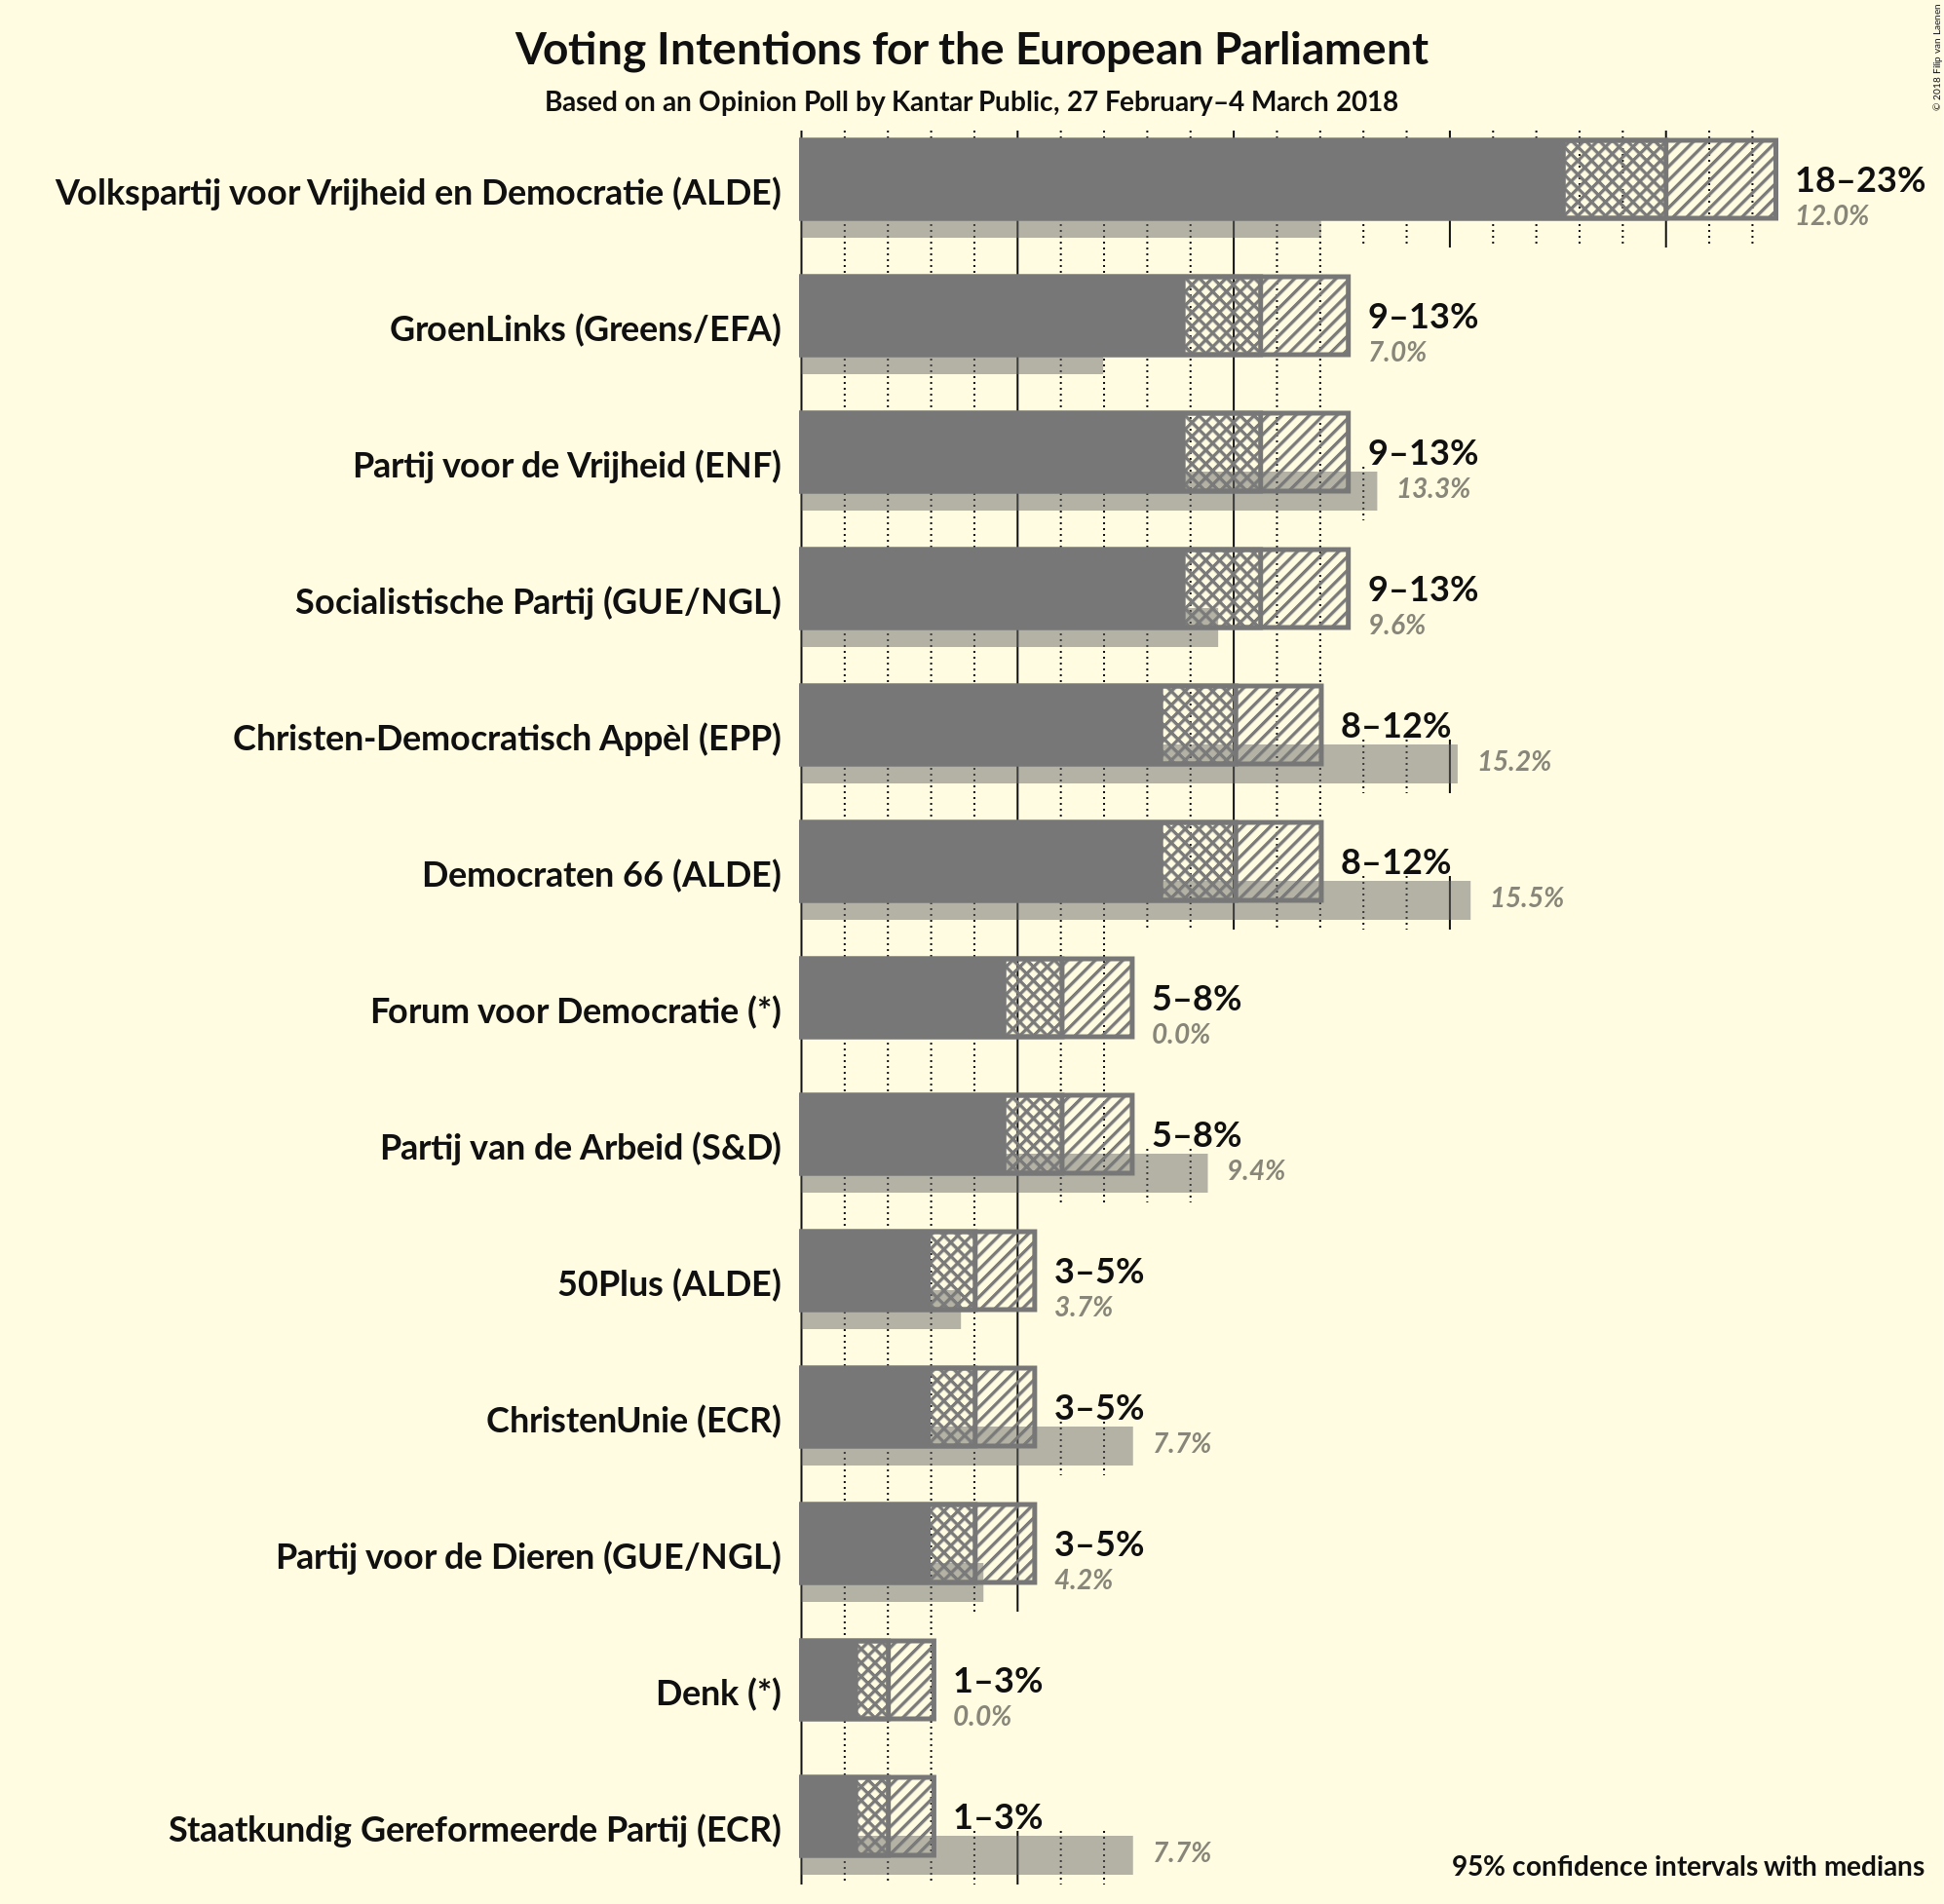 Voting Intentions for the European Parliament
Based on an Opinion Poll by Kantar Public, 27 February–4 March 2018
© 2018 Filip van Laenen
Volkspartij voor Vrijheid en Democratie (ALDE)
18–23%
12.0%
GroenLinks (Greens/EFA)
9–13%
7.0%
Partij voor de Vrijheid (ENF)
9–13%
13.3%
Socialistische Partij (GUE/NGL)
9–13%
9.6%
Christen-Democratisch Appèl (EPP)
8–12%
15.2%
Democraten 66 (ALDE)
8–12%
15.5%
Forum voor Democratie (*)
5–8%
0.0%
Partij van de Arbeid (S&D)
5–8%
9.4%
50Plus (ALDE)
3–5%
3.7%
ChristenUnie (ECR)
3–5%
7.7%
Partij voor de Dieren (GUE/NGL)
3–5%
4.2%
Denk (*)
1–3%
0.0%
Staatkundig Gereformeerde Partij (ECR)
1–3%
7.7%
95% confidence intervals with medians